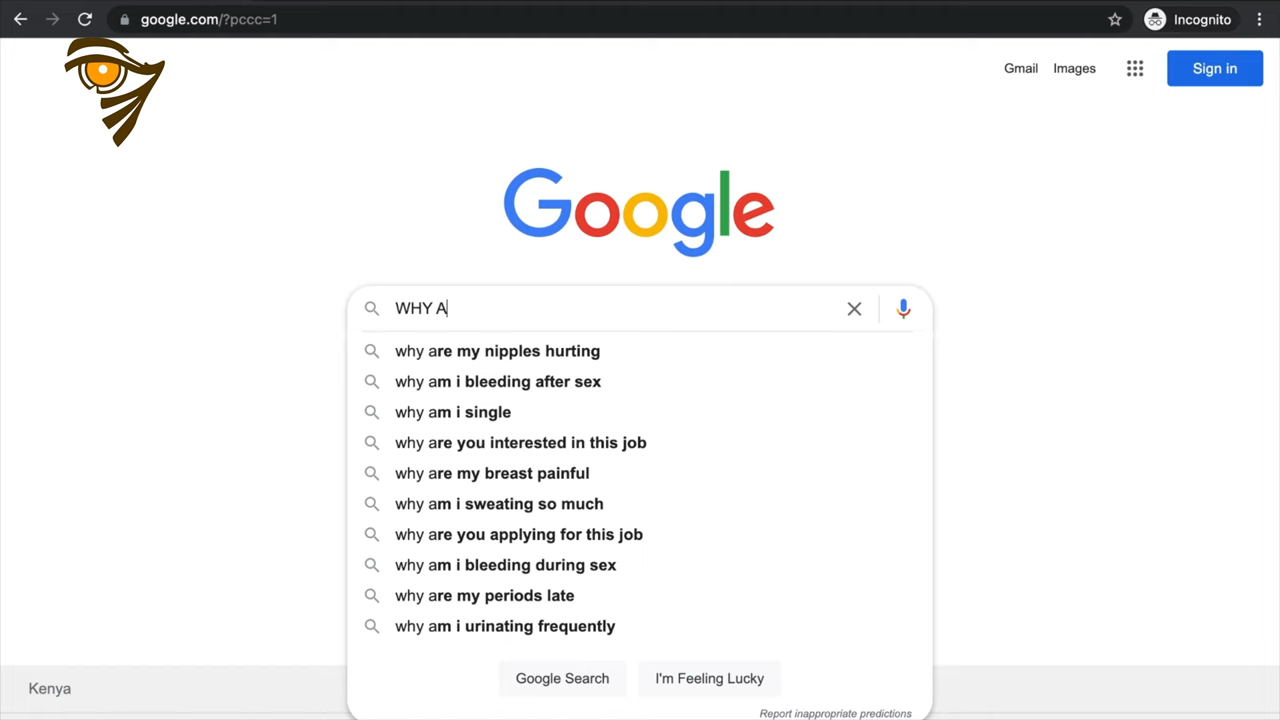 google.com/?pccc=1
Incognito
Gmail Images Sign in
Google
WHY A
why are my nipples hurting
why am i bleeding after sex
why am i single
why are you interested in this job
why are my breast painful
why am i sweating so much
why are you applying for this job
why am i bleeding during sex
why are my periods late
why am i urinating frequently
Google Search I'm Feeling Lucky
Kenya
Report inappropriate predictions